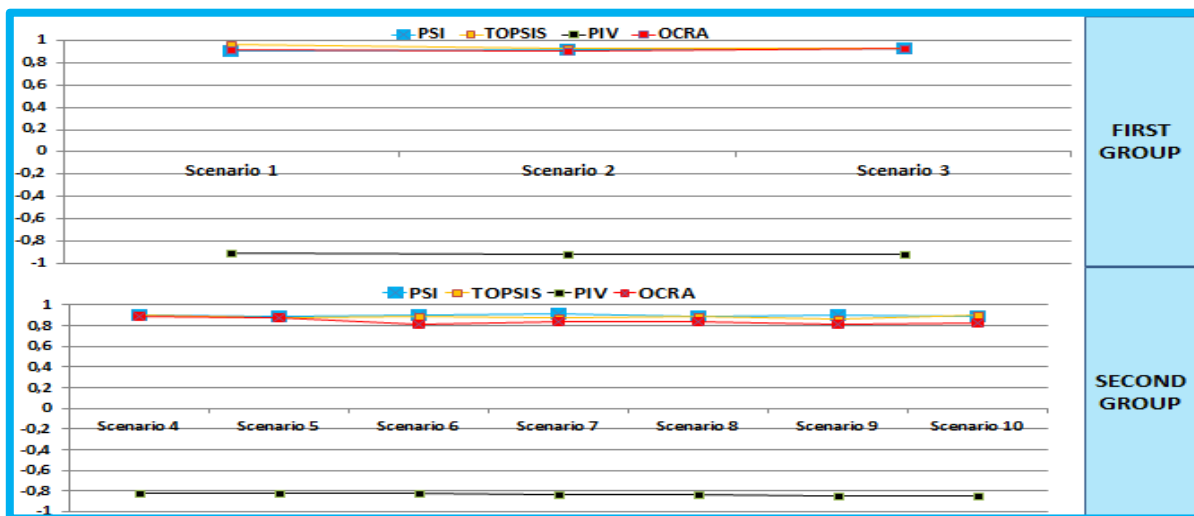 PSI TOPSIS PIV OCRA
1
0,8
0,6
0,4
0,2
0
-0,2
-0,4
-0,6
-0,8
-1
Scenario 1 Scenario 2 Scenario 3
FIRST
GROUP
PSI TOPSIS PIV OCRA
1
0,8
0,6
0,4
0,2
0
-0,2
-0,4
-0,6
-0,8
-1
Scenario 4 Scenario 5 Scenario 6 Scenario 7 Scenario 8 Scenario 9 Scenario 10
SECOND
GROUP